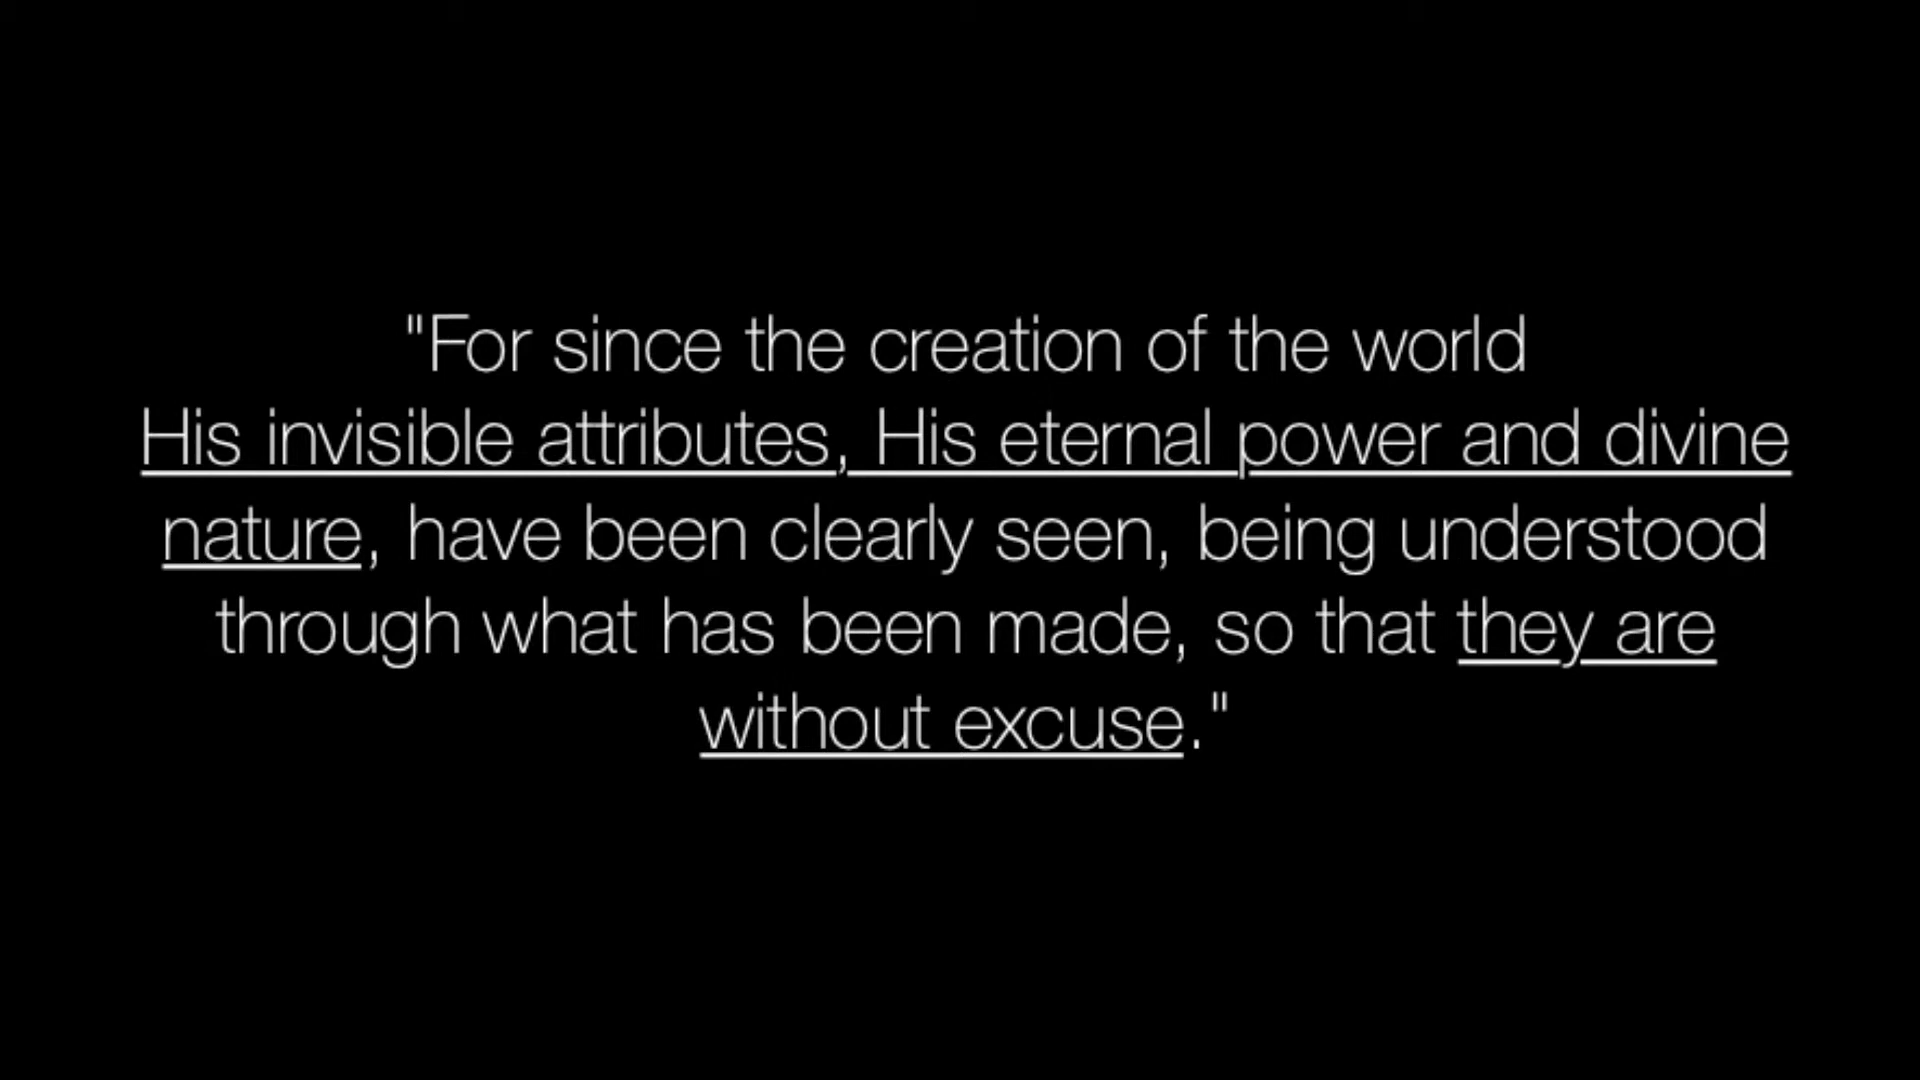 "For since the creation of the world
His invisible attributes, His eternal power and divine
nature, have been clearly seen, being understood
through what has been made, so that they are
without excuse."